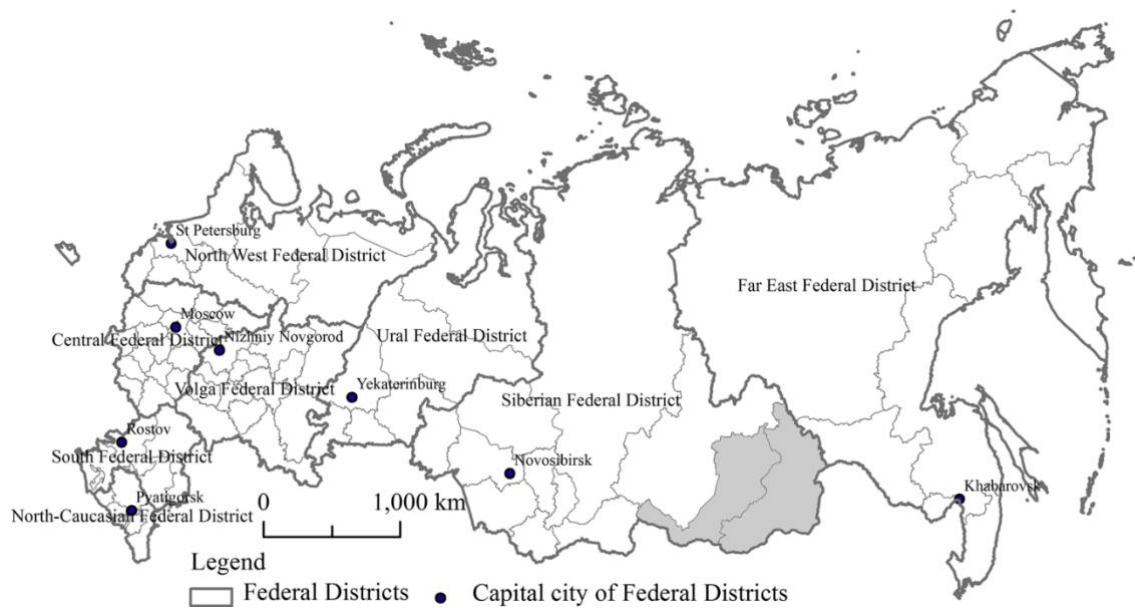 St Petersburg
North West Federal District
Far East Federal District
Moscow
Central Federal District
Nizhniy Novgorod
Ural Federal District
Volga Federal District
Yekaterinburg
Siberian Federal District
Rostov
South Federal District
Novosibirsk
Pyatigorsk
North-Caucasian Federal District
Khabarovsk
0 1,000 km
Legend
Federal Districts
Capital city of Federal Districts